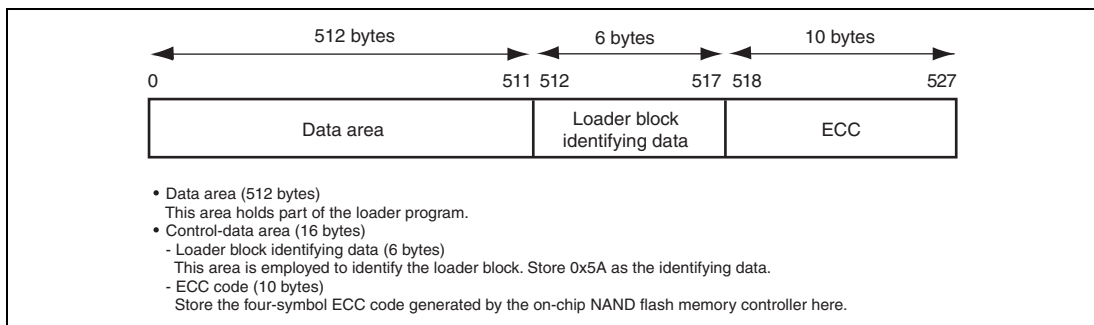 512 bytes 6 bytes 10 bytes
0 511 512 517 518 527
Data area Loader block identifying data ECC
• Data area (512 bytes)
This area holds part of the loader program.
• Control-data area (16 bytes)
- Loader block identifying data (6 bytes)
This area is employed to identify the loader block. Store 0x5A as the identifying data.
- ECC code (10 bytes)
Store the four-symbol ECC code generated by the on-chip NAND flash memory controller here.